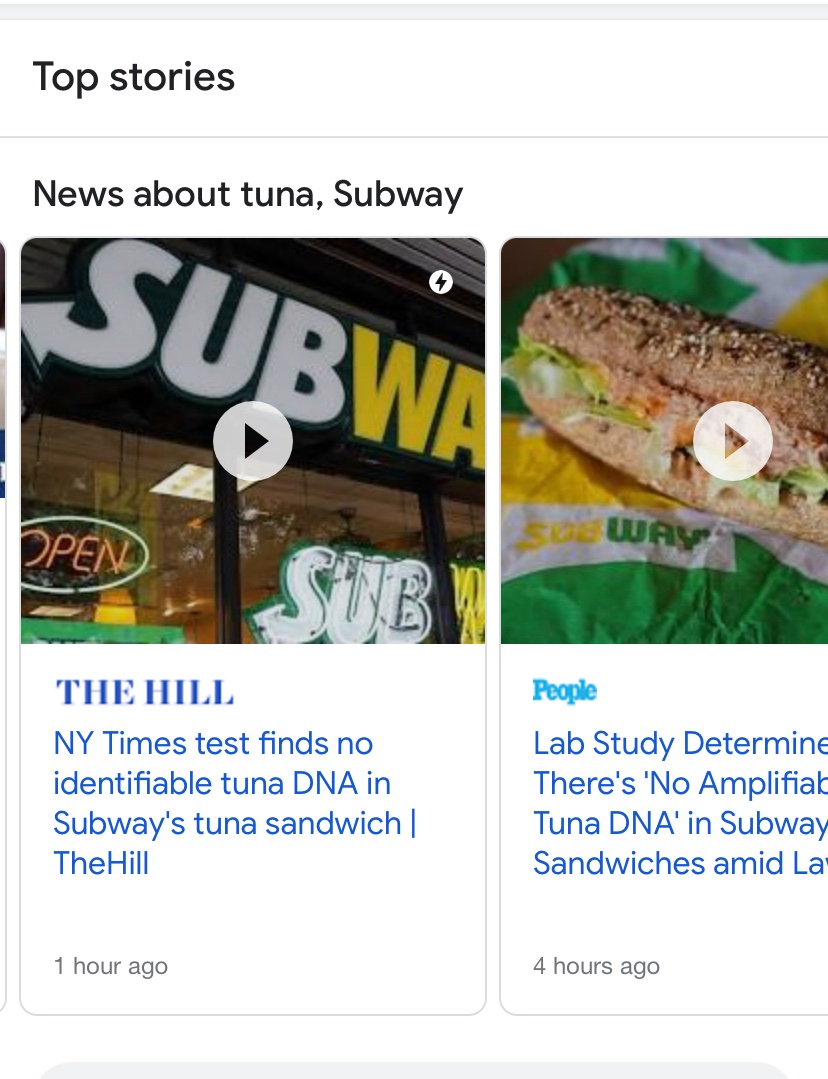 Top stories
News about tuna, Subway
SUBWA
OPEN
SUB
SUBWAY
THE HILL
NY Times test finds no
identifiable tuna DNA in
Subway's tuna sandwich |
TheHill
1 hour ago
People
Lab Study Determine
There's 'No Amplifiab
Tuna DNA' in Subway
Sandwiches amid La
4 hours ago